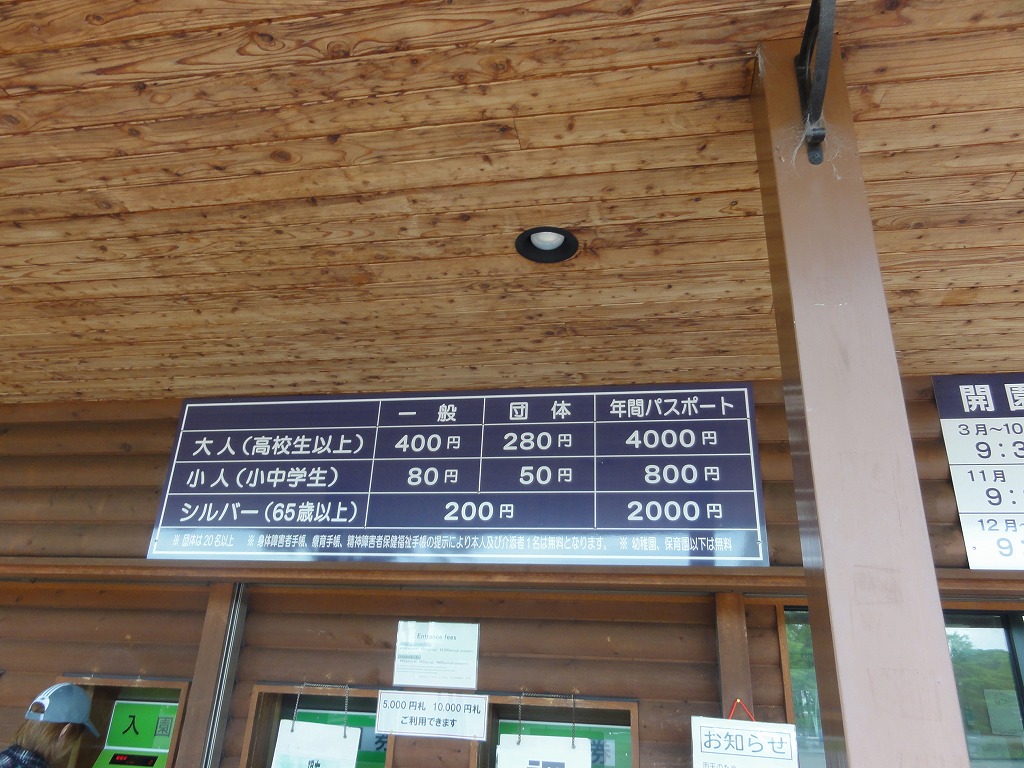 一般 団体 年間パスポート
大人(高校生以上) 400円 280円 4000円
小人(小中学生) 80円 50円 800円
シルバー(65歳以上) 200円 2000円
※ 団体は20名以上 ※ 身体障害者手帳、療育手帳、精神障害者保健福祉手帳の提示により本人及び介添者1名は無料となります。 ※ 幼稚園、保育園以下は無料
開園
3月～10
9:3
11月
9:
12月～
9:
Entrance fees
5,000円札 10,000円札
ご利用できます
入園
券
お知らせ